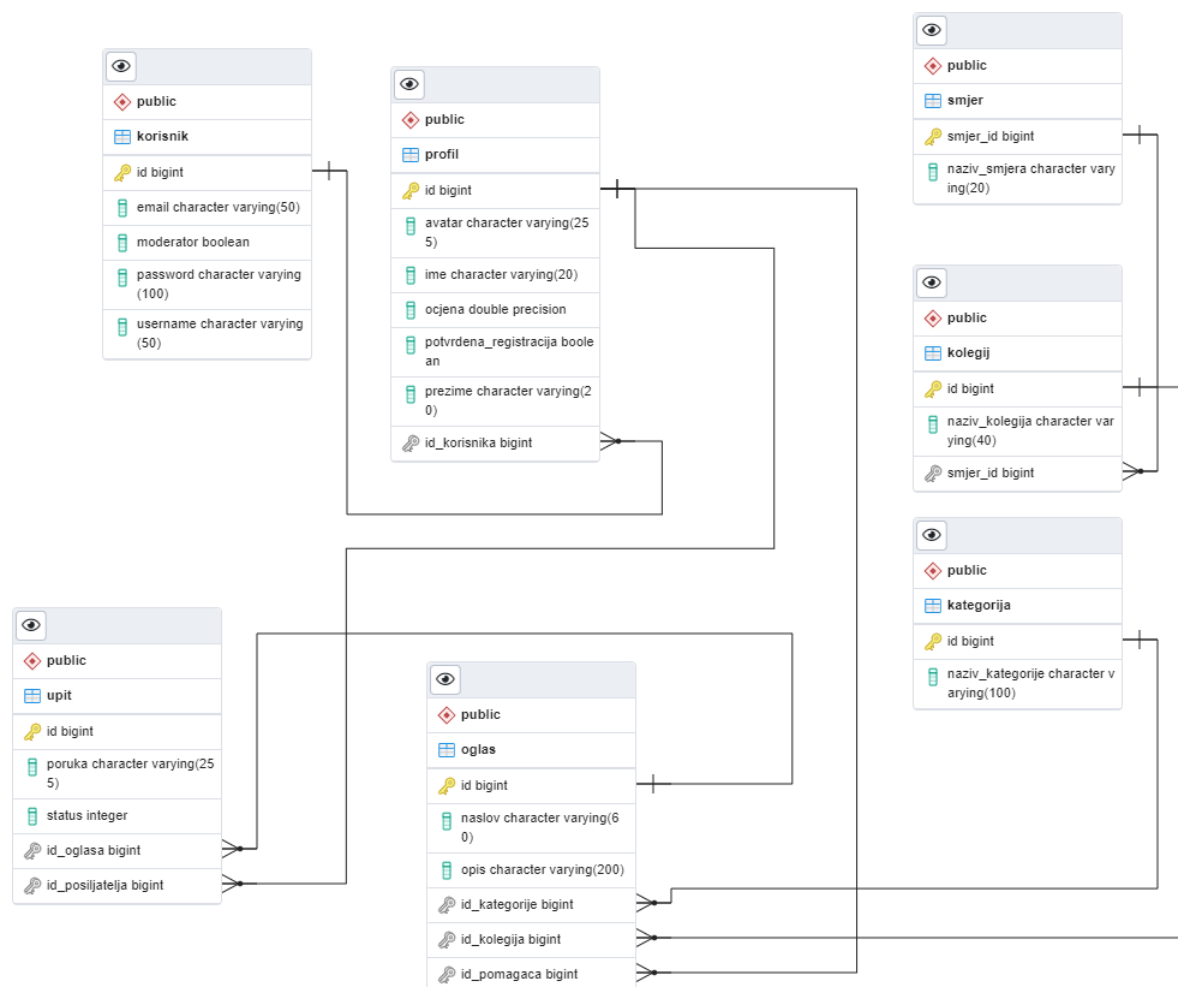 public
korisnik
id bigint
email character varying(50)
moderator boolean
password character varying
(100)
username character varying
(50)
public
profil
id bigint
avatar character varying(25
5)
ime character varying(20)
ocjena double precision
potvrdena_registracija boole
an
prezime character varying(2
0)
id_korisnika bigint
public
smjer
smjer_id bigint
naziv_smjera character vary
ing(20)
public
kolegij
id bigint
naziv_kolegija character var
ying(40)
smjer_id bigint
public
kategorija
id bigint
naziv_kategorije character v
arying(100)
public
upit
id bigint
poruka character varying(25
5)
status integer
id_oglasa bigint
id_posiljatelja bigint
public
oglas
id bigint
naslov character varying(6
0)
opis character varying(200)
id_kategorije bigint
id_kolegija bigint
id_pomagaca bigint